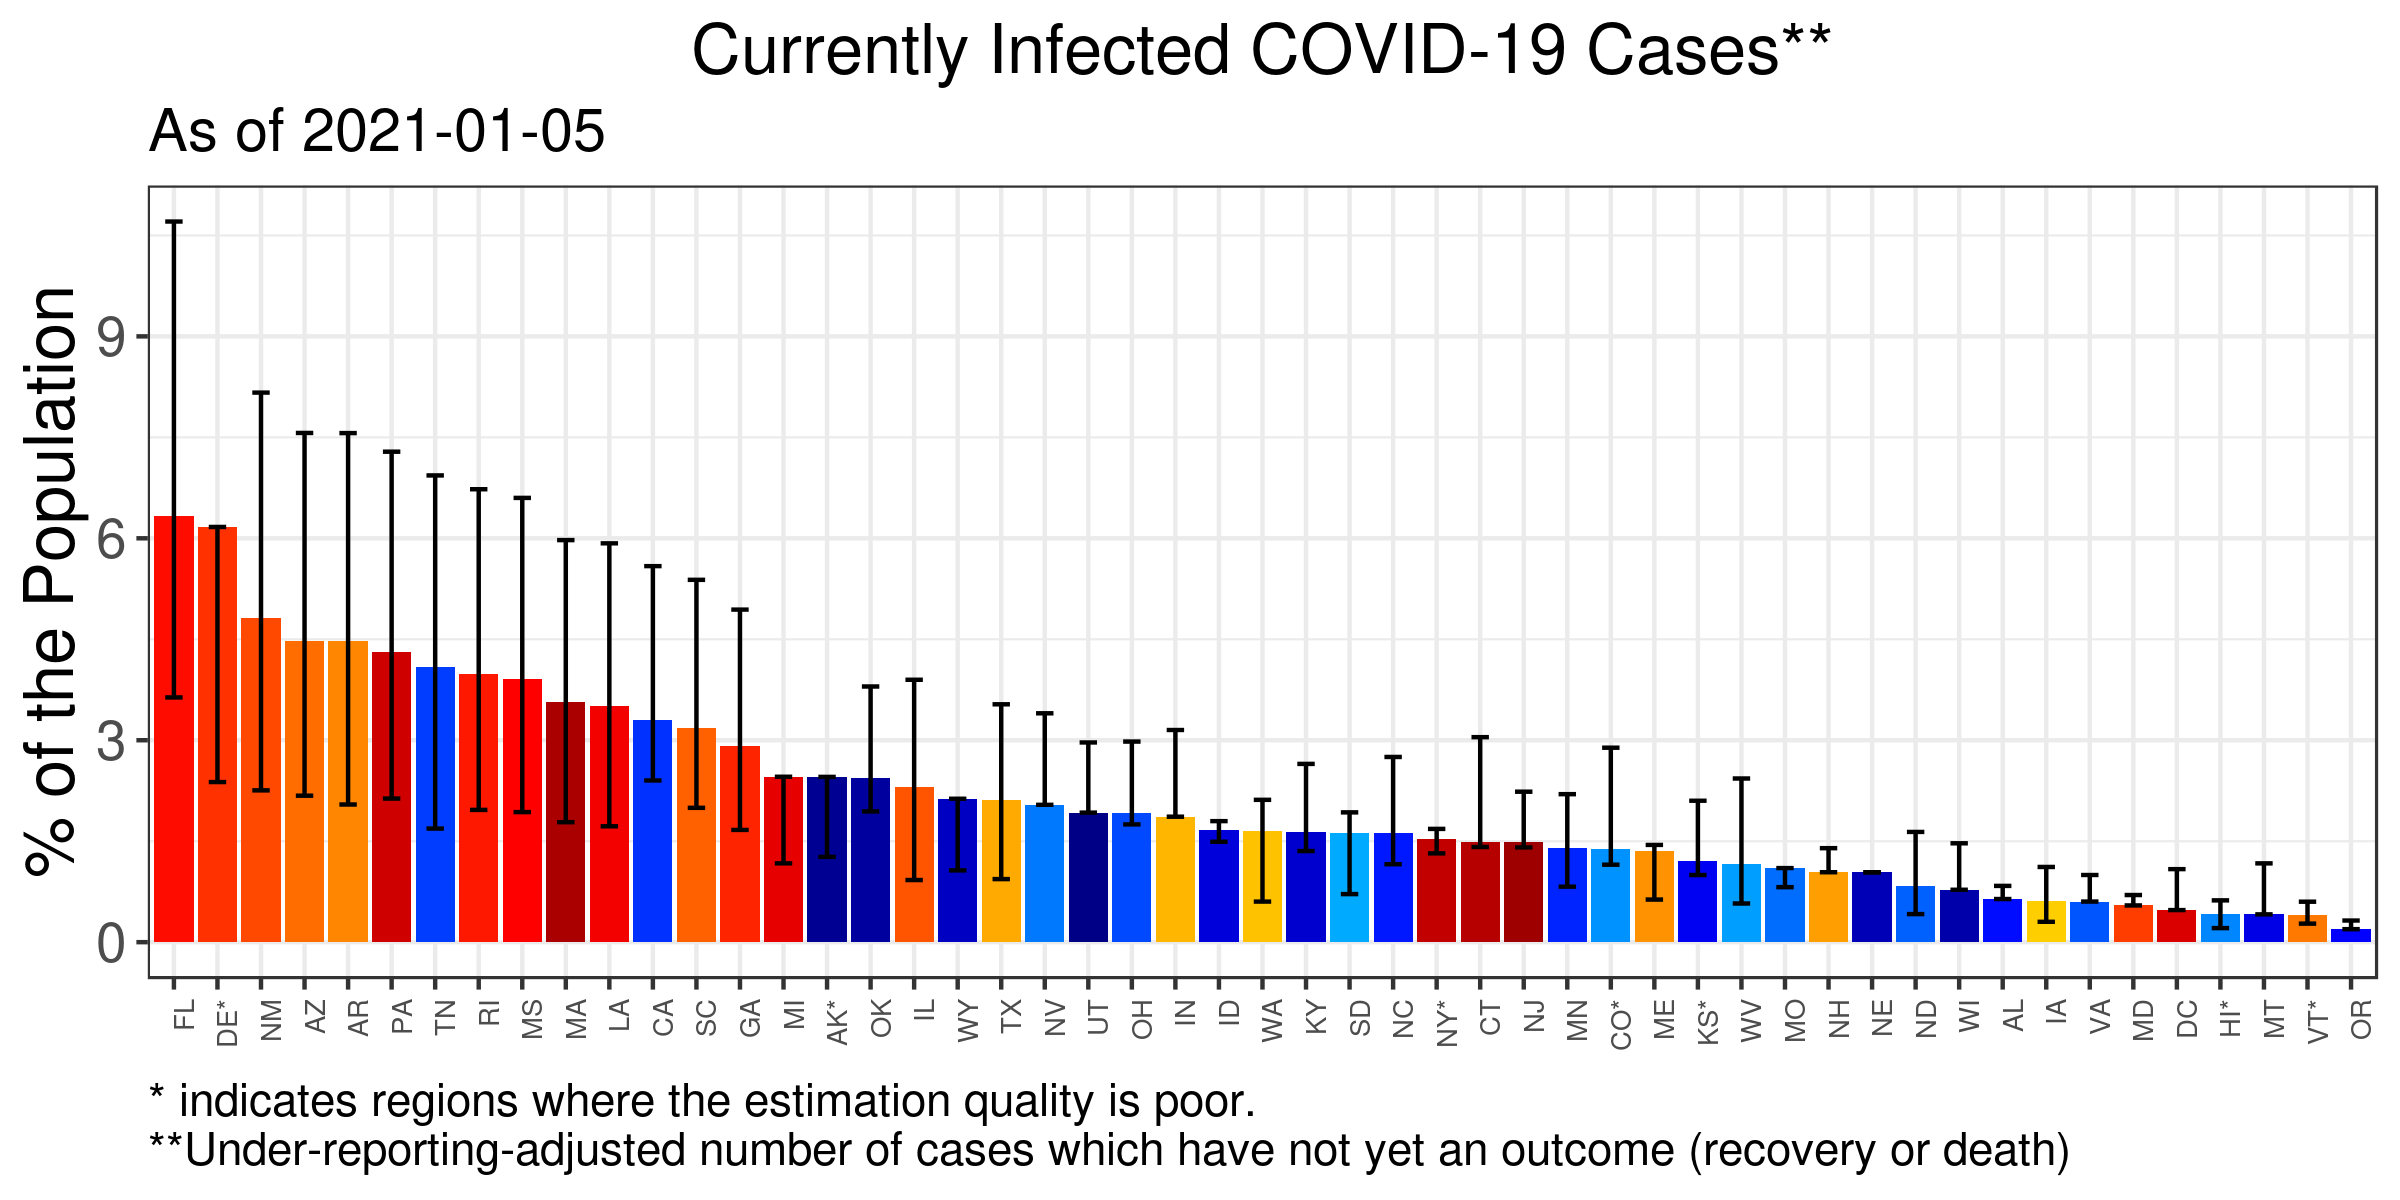 Currently Infected COVID-19 Cases**
As of 2021-01-05
% of the Population
9
6
3
0
FL DE* NM AZ AR PA TN RI MS MA LA CA SC GA MI AK* OK IL WY TX NV UT OH IN ID WA KY SD NC NY* CT NJ MN CO* ME KS* WV MO NH NE ND WI AL IA VA MD DC HI* MT VT* OR
* indicates regions where the estimation quality is poor.
**Under-reporting-adjusted number of cases which have not yet an outcome (recovery or death)